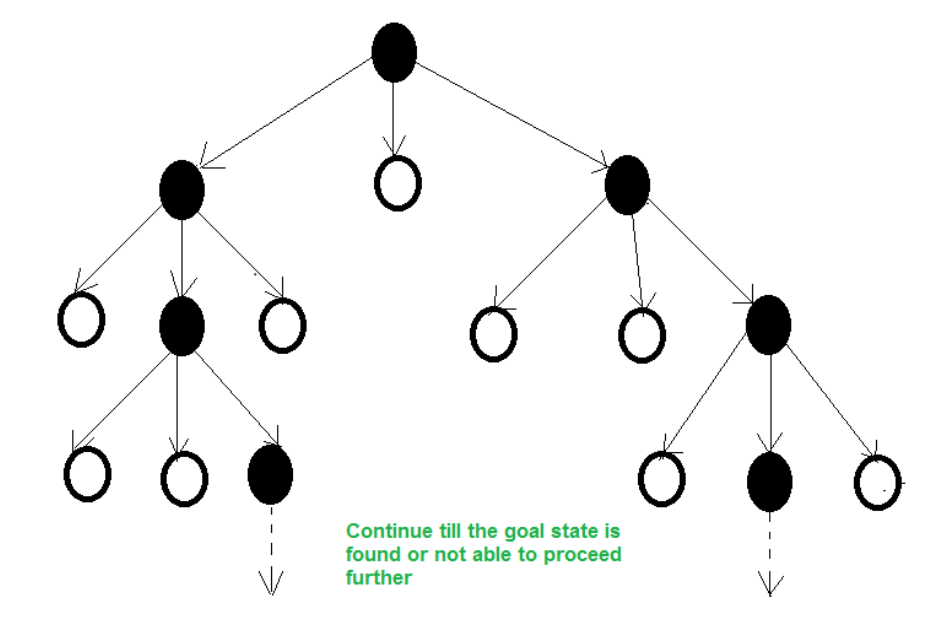 Continue till the goal state is
found or not able to proceed
further